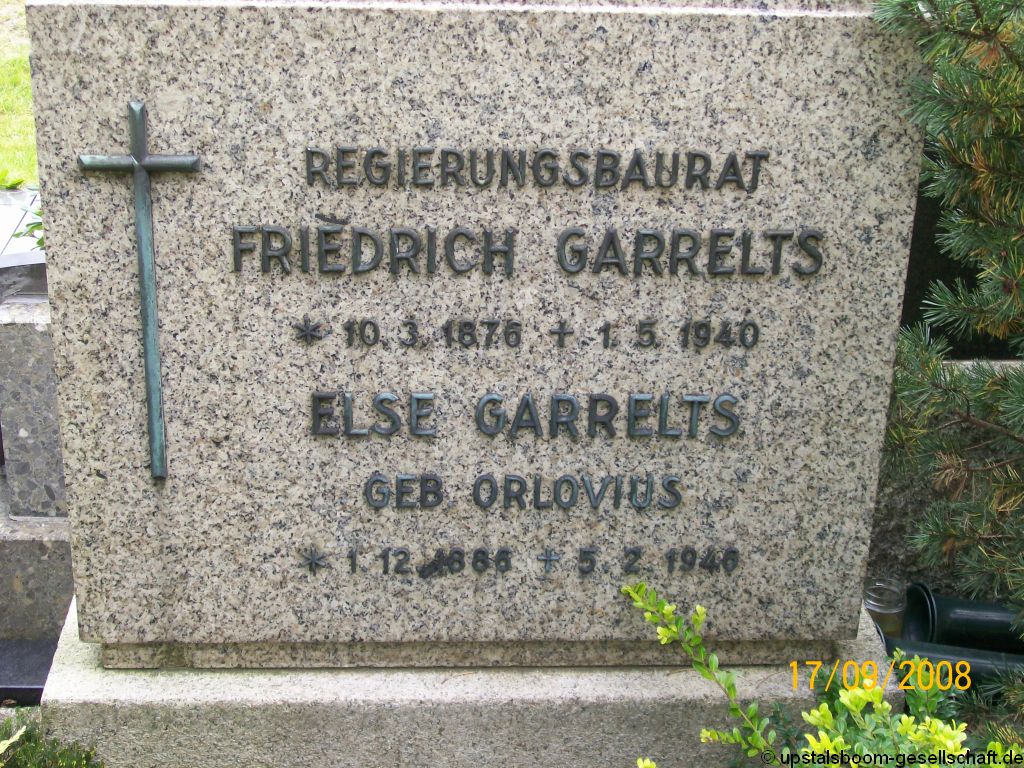 REGIERUNGSBAURAT
FRIEDRICH GARRELTS
* 10. 3. 1876 + 1. 5. 1940
ELSE GARRELTS
GEB ORLOVIUS
* 1. 12. 1886 + 5. 2. 1946
17/09/2008
© upstalsboom-gesellschaft.de